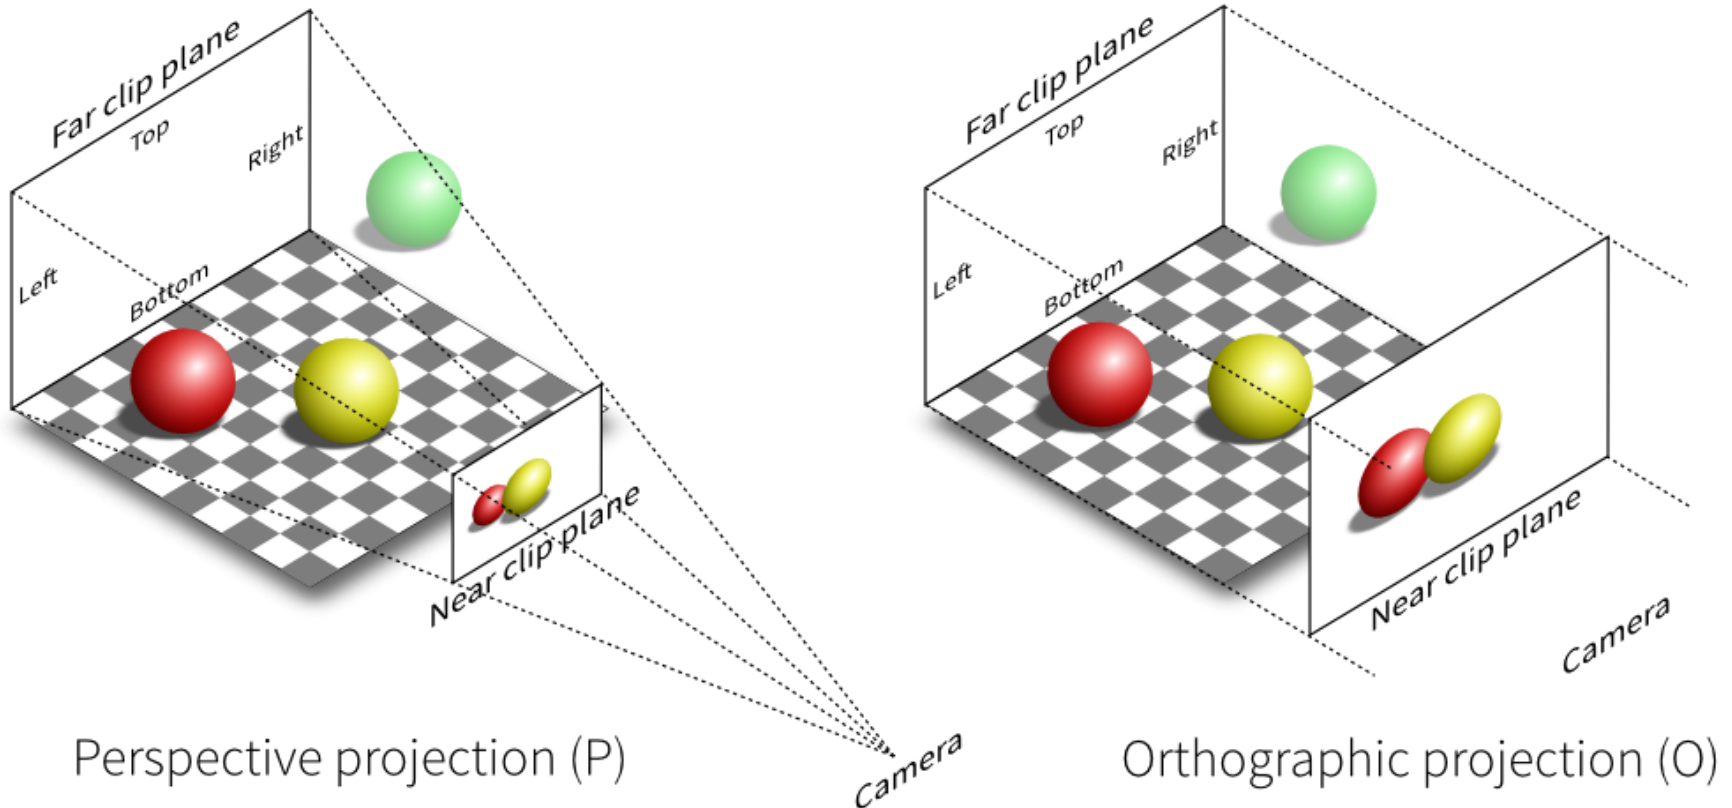 Far clip plane
Top
Right
Left
Bottom
Near clip plane
Camera
Perspective projection (P)
Far clip plane
Top
Right
Left
Bottom
Near clip plane
Camera
Orthographic projection (O)